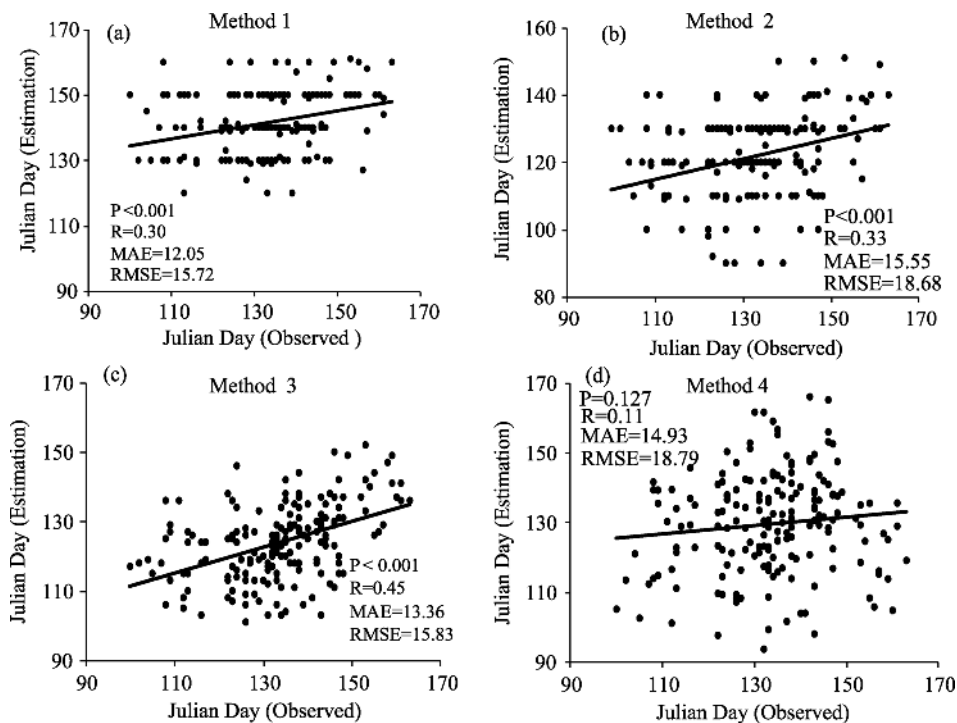 (a)
Method 1
170
150
130
110
90
Julian Day (Estimation)
P<0.001
R=0.30
MAE=12.05
RMSE=15.72
90
110
130
150
170
Julian Day (Observed )
(b)
Method 2
160
140
120
100
80
Julian Day (Estimation)
P<0.001
R=0.33
MAE=15.55
RMSE=18.68
90
110
130
150
170
Julian Day (Observed)
(c)
Method 3
170
150
130
110
90
Julian Day (Estimation)
P< 0.001
R=0.45
MAE=13.36
RMSE=15.83
90
110
130
150
170
Julian Day (Observed)
(d)
Method 4
170
150
130
110
90
Julian Day (Estimation)
P=0.127
R=0.11
MAE=14.93
RMSE=18.79
90
110
130
150
170
Julian Day (Observed)